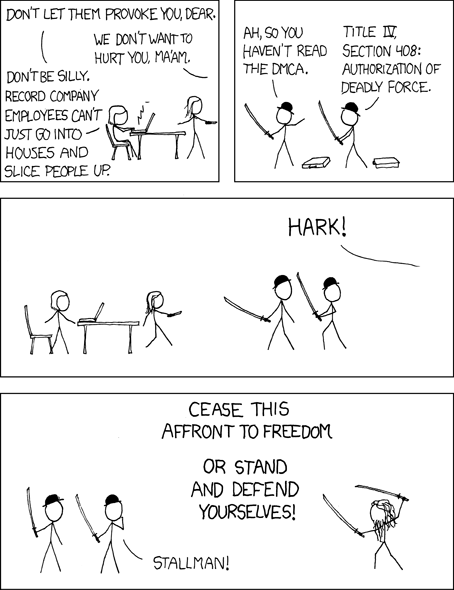 DON'T LET THEM PROVOKE YOU, DEAR.
WE DON'T WANT TO
HURT YOU, MA'AM.
DON'T BE SILLY.
RECORD COMPANY
EMPLOYEES CAN'T
JUST GO INTO
HOUSES AND
SLICE PEOPLE UP.
AH, SO YOU
HAVEN'T READ
THE DMCA.
TITLE IV,
SECTION 408:
AUTHORIZATION OF
DEADLY FORCE.
HARK!
CEASE THIS
AFFRONT TO FREEDOM
OR STAND
AND DEFEND
YOURSELVES!
STALLMAN!